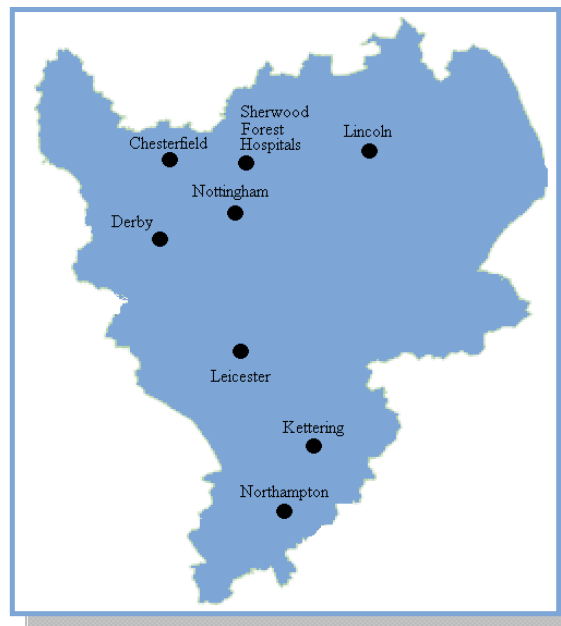 Sherwood
Forest
Hospitals
Chesterfield
Lincoln
Nottingham
Derby
Leicester
Kettering
Northampton